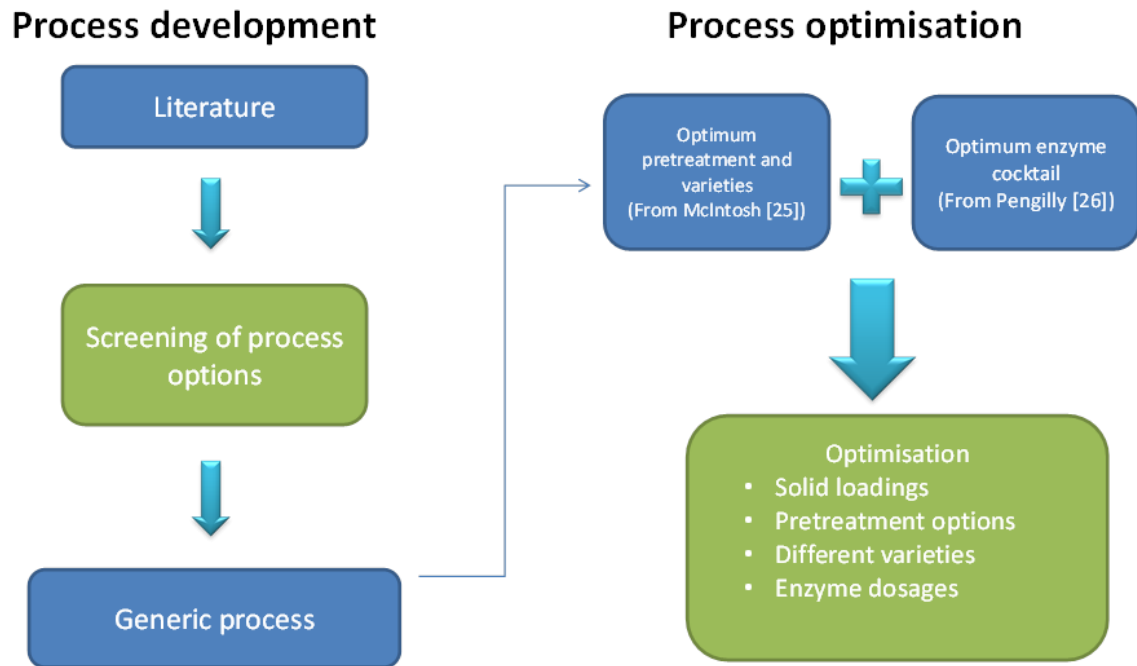 Process development
Literature
Screening of process
options
Generic process
Process optimisation
Optimum
pretreatment and
varieties
(From McIntosh [25])
Optimum enzyme
cocktail
(From Pengilly [26])
Optimisation
• Solid loadings
• Pretreatment options
• Different varieties
• Enzyme dosages